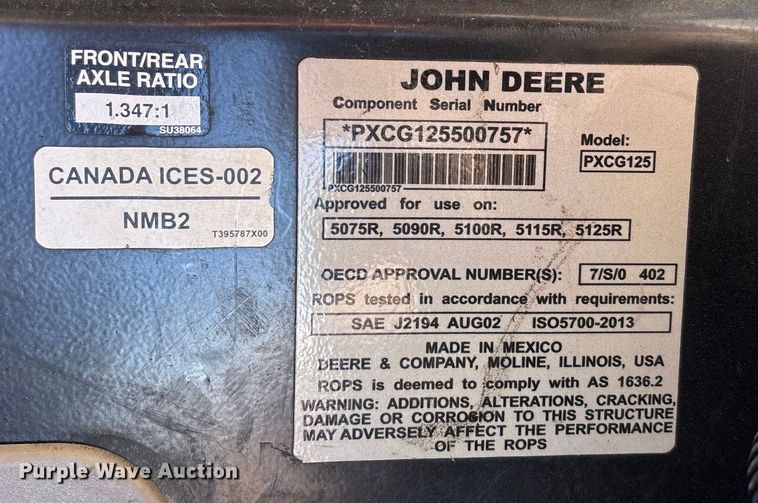 FRONT/REAR
AXLE RATIO
1.347:1
SU38064
CANADA ICES-002
NMB2
T395787X00
JOHN DEERE
Component Serial Number
*PXCG125500757*
PXCG125500757
Model:
PXCG125
Approved for use on:
5075R, 5090R, 5100R, 5115R, 5125R
OECD APPROVAL NUMBER(S): 7/S/0 402
ROPS tested in accordance with requirements:
SAE J2194 AUG02 ISO5700-2013
MADE IN MEXICO
DEERE & COMPANY, MOLINE, ILLINOIS, USA
ROPS is deemed to comply with AS 1636.2
WARNING: ADDITIONS, ALTERATIONS, CRACKING,
DAMAGE OR CORROSION TO THIS STRUCTURE
MAY ADVERSELY AFFECT THE PERFORMANCE
OF THE ROPS
Purple Wave Auction